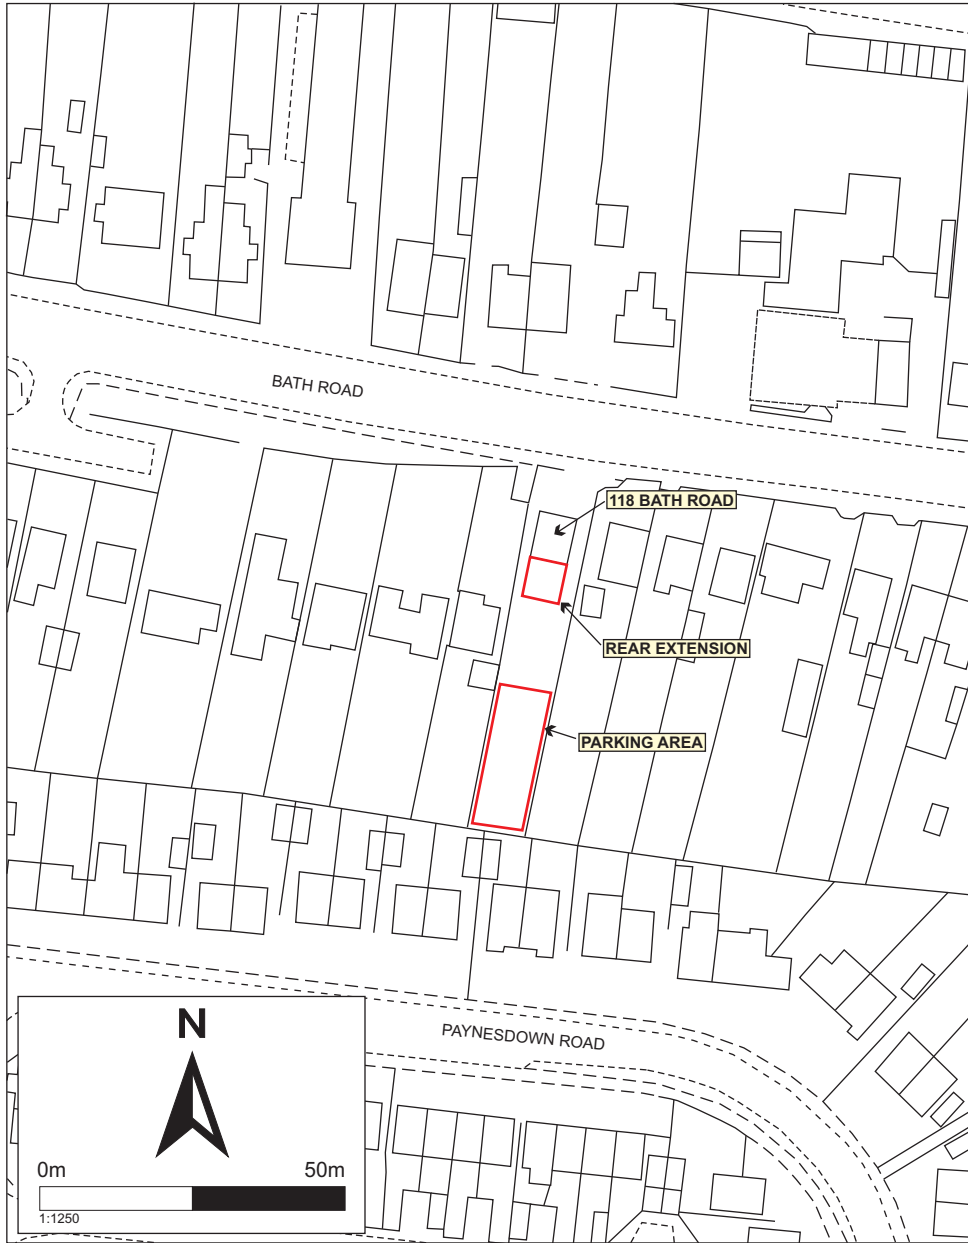 BATH ROAD
118 BATH ROAD
REAR EXTENSION
PARKING AREA
PAYNESDOWN ROAD
N
0m 50m
1:1250